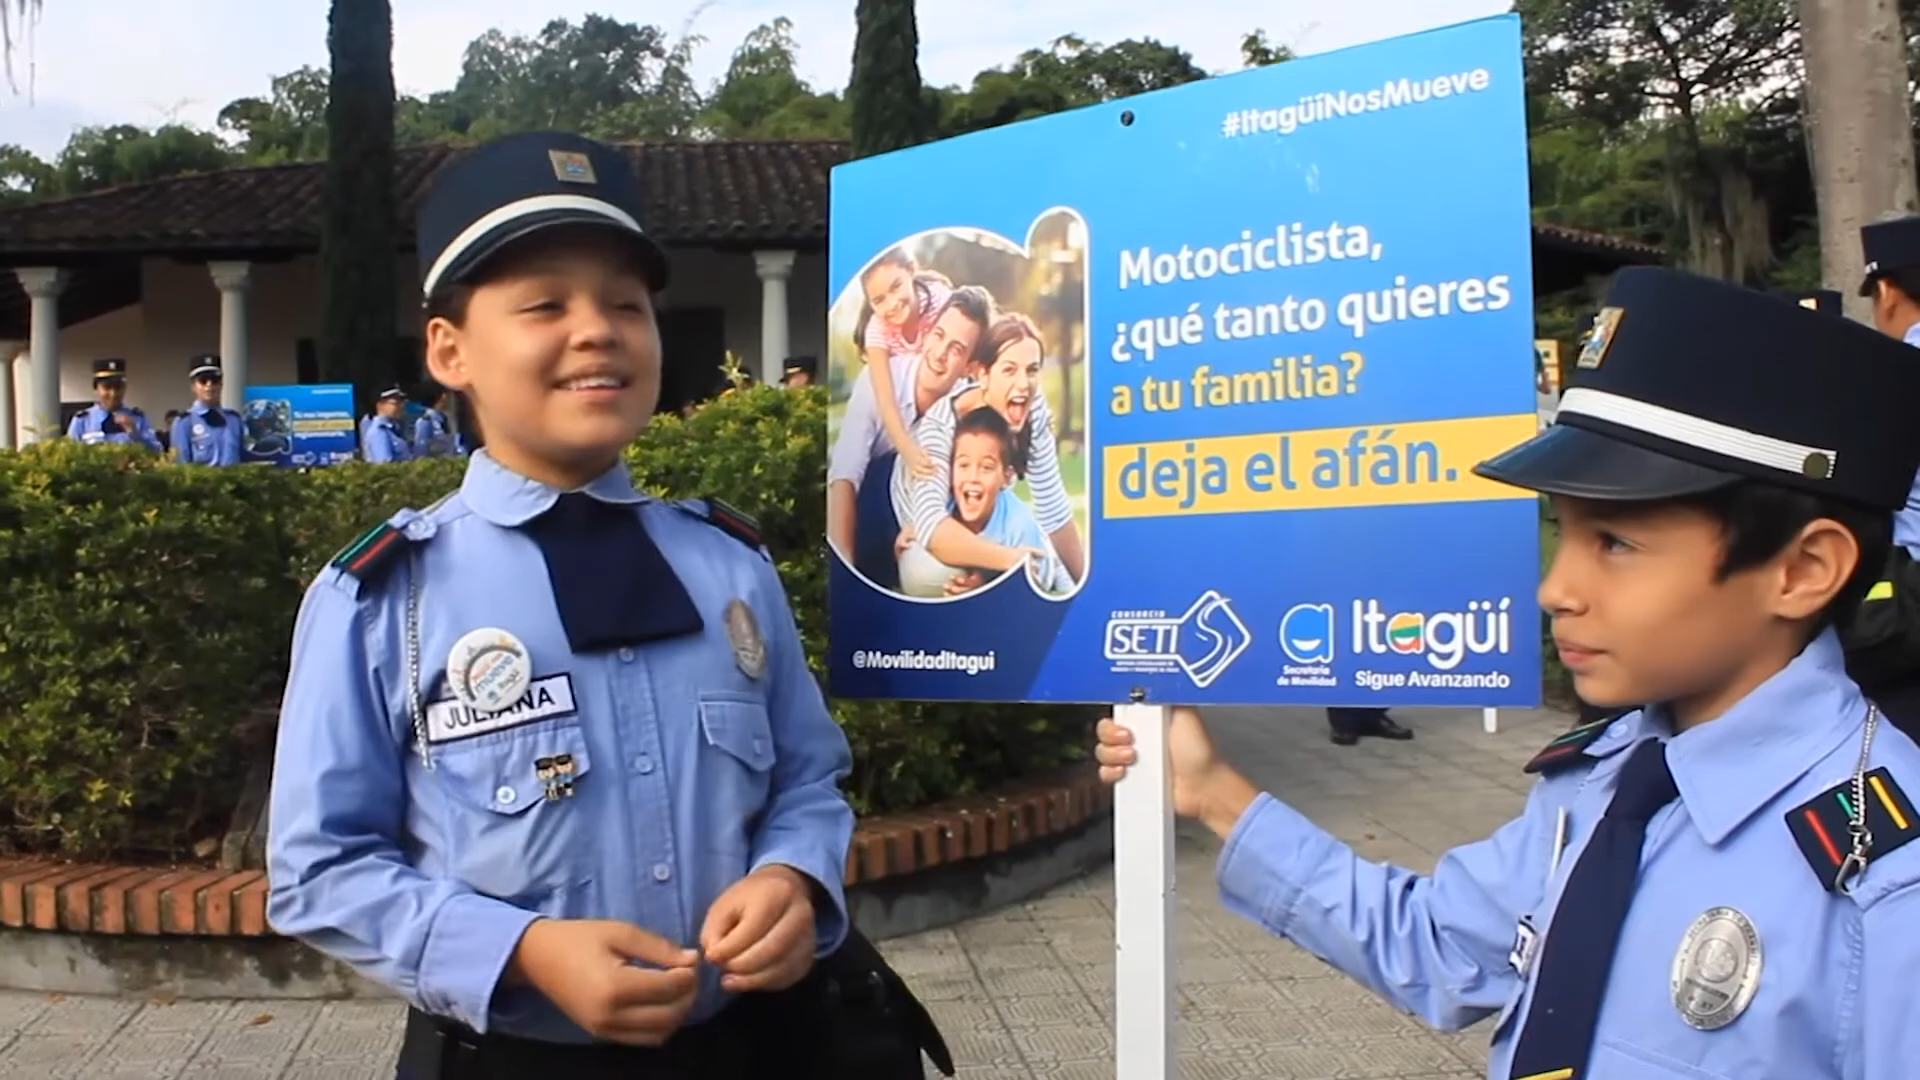 #ItagüíNosMueve
Motociclista,
¿qué tanto quieres
a tu familia?
deja el afán.
@MovilidadItagui
CONSORCIO
SETI
a
Secretaría
de Movilidad
Itagüí
Sigue Avanzando
JULIANA
mueve